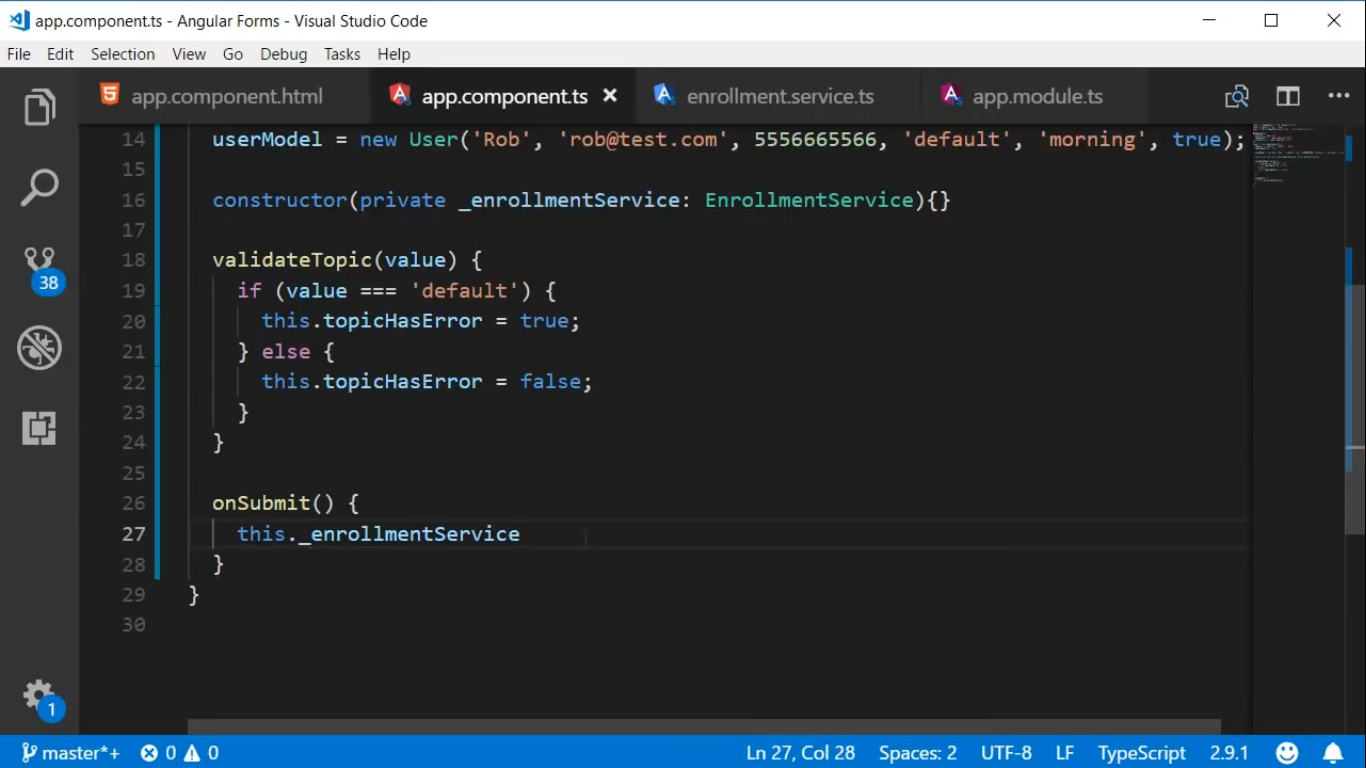 app.component.ts - Angular Forms - Visual Studio Code
File Edit Selection View Go Debug Tasks Help
app.component.html app.component.ts enrollment.service.ts app.module.ts
14 userModel = new User('Rob', 'rob@test.com', 5556665566, 'default', 'morning', true);
15
16 constructor(private _enrollmentService: EnrollmentService){}
17
18 validateTopic(value) {
19 if (value === 'default') {
20 this.topicHasError = true;
21 } else {
22 this.topicHasError = false;
23 }
24 }
25
26 onSubmit() {
27 this._enrollmentService
28 }
29 }
30
38
1
master*+ 0 0 Ln 27, Col 28 Spaces: 2 UTF-8 LF TypeScript 2.9.1